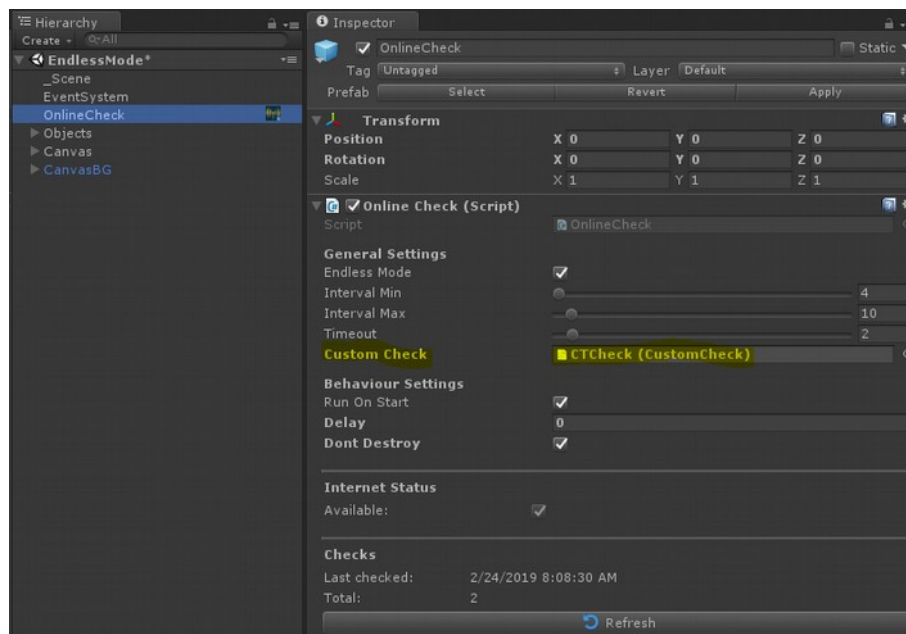 Hierarchy
Create
All
EndlessMode*
_Scene
EventSystem
OnlineCheck
Objects
Canvas
CanvasBG
Inspector
OnlineCheck Static
Tag Untagged Layer Default
Prefab Select Revert Apply
Transform
Position X 0 Y 0 Z 0
Rotation X 0 Y 0 Z 0
Scale X 1 Y 1 Z 1
Online Check (Script)
Script OnlineCheck
General Settings
Endless Mode
Interval Min 4
Interval Max 10
Timeout 2
Custom Check CTCheck (CustomCheck)
Behaviour Settings
Run On Start
Delay 0
Dont Destroy
Internet Status
Available:
Checks
Last checked: 2/24/2019 8:08:30 AM
Total: 2
Refresh